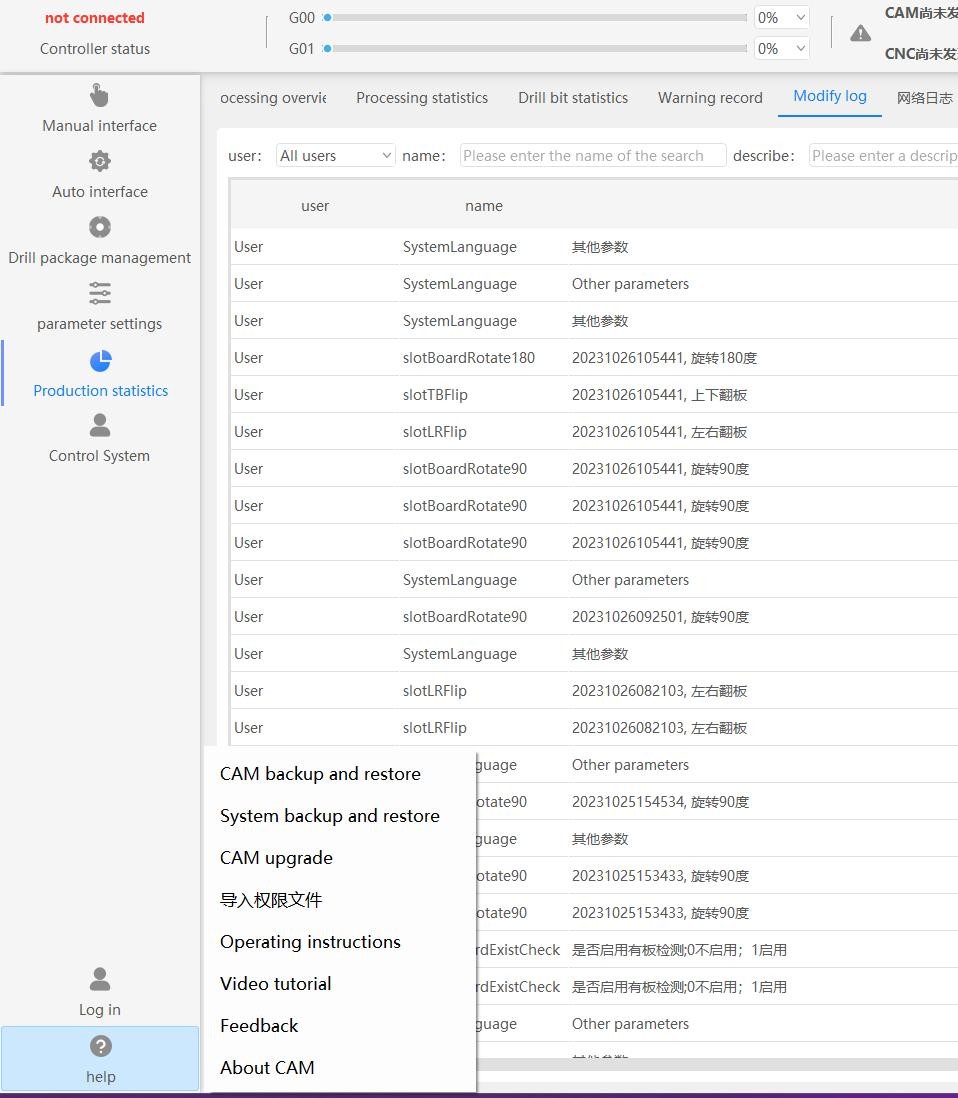 not connected
Controller status
G00
0%
G01
0%
CAM尚未发
CNC尚未发
Manual interface
Auto interface
Drill package management
parameter settings
Production statistics
Control System
Log in
help
ocessing overvie
Processing statistics
Drill bit statistics
Warning record
Modify log
网络日志
user:
All users
name:
Please enter the name of the search
describe:
Please enter a descrip
user
name
User SystemLanguage 其他参数
User SystemLanguage Other parameters
User SystemLanguage 其他参数
User slotBoardRotate180 20231026105441, 旋转180度
User slotTBFlip 20231026105441, 上下翻板
User slotLRFlip 20231026105441, 左右翻板
User slotBoardRotate90 20231026105441, 旋转90度
User slotBoardRotate90 20231026105441, 旋转90度
User slotBoardRotate90 20231026105441, 旋转90度
User SystemLanguage Other parameters
User slotBoardRotate90 20231026092501, 旋转90度
User SystemLanguage 其他参数
User slotLRFlip 20231026082103, 左右翻板
User slotLRFlip 20231026082103, 左右翻板
guage Other parameters
otate90 20231025154534, 旋转90度
guage 其他参数
otate90 20231025153433, 旋转90度
otate90 20231025153433, 旋转90度
rdExistCheck 是否启用有板检测;0不启用；1启用
rdExistCheck 是否启用有板检测;0不启用；1启用
guage Other parameters
CAM backup and restore
System backup and restore
CAM upgrade
导入权限文件
Operating instructions
Video tutorial
Feedback
About CAM